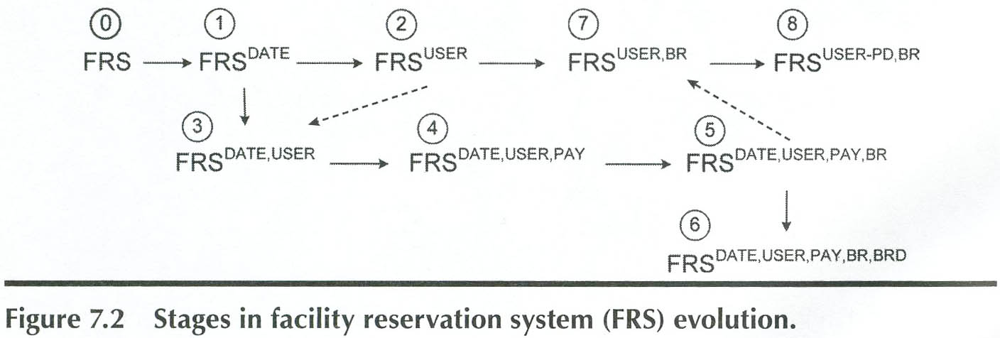 0 1 2 7 8
FRS FRS^DATE FRS^USER FRS^USER,BR FRS^USER-PD,BR
3 4 5
FRS^DATE,USER FRS^DATE,USER,PAY FRS^DATE,USER,PAY,BR
6
FRS^DATE,USER,PAY,BR,BRD
Figure 7.2 Stages in facility reservation system (FRS) evolution.